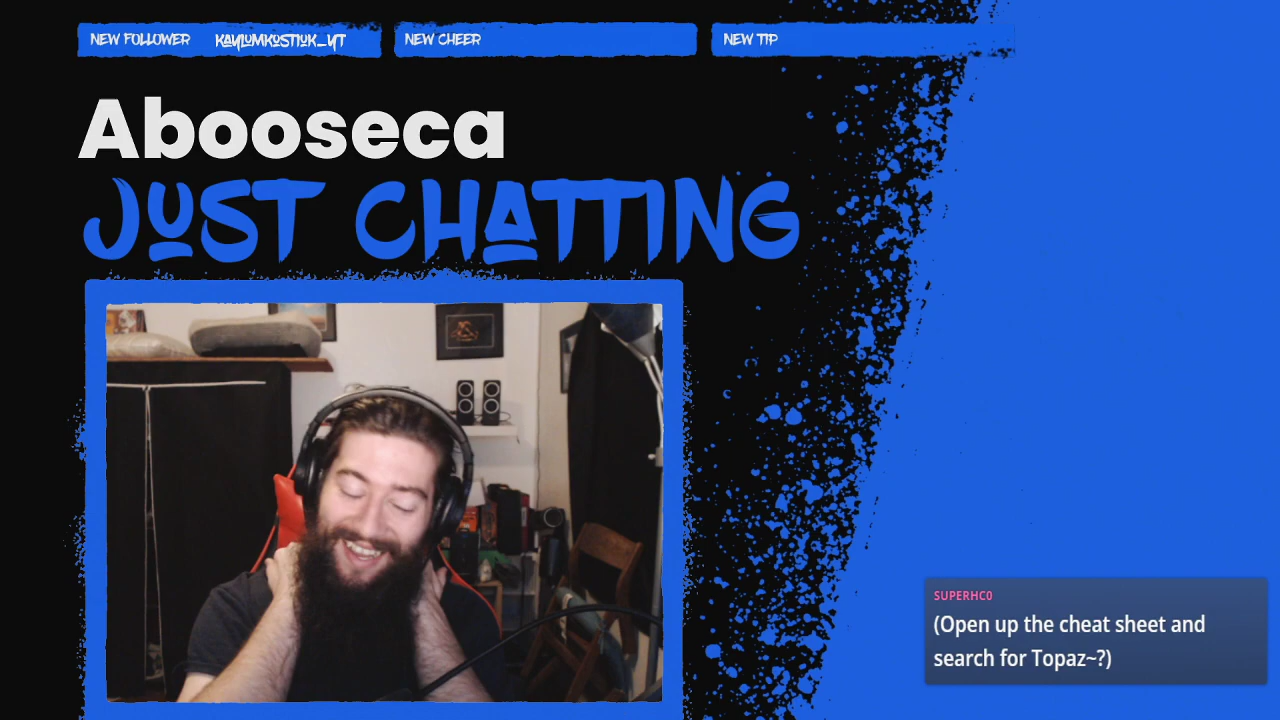 NEW FOLLOWER KAYLUMKOSTIUK_YT NEW CHEER NEW TIP
Abooseca
JUST CHATTING
SUPERHC0
(Open up the cheat sheet and
search for Topaz~?)